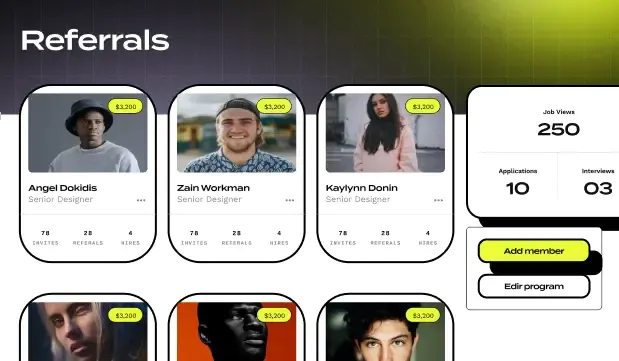 Referrals
$3,200
$3,200
$3,200
Angel Dokidis
Senior Designer
78 28 4
INVITES REFERALS HIRES
Zain Workman
Senior Designer
78 28 4
INVITES REFERALS HIRES
Kaylynn Donin
Senior Designer
78 28 4
INVITES REFERALS HIRES
Job Views
250
Applications Interviews
10 03
Add member
Edir program
$3,200
$3,200
$3,200